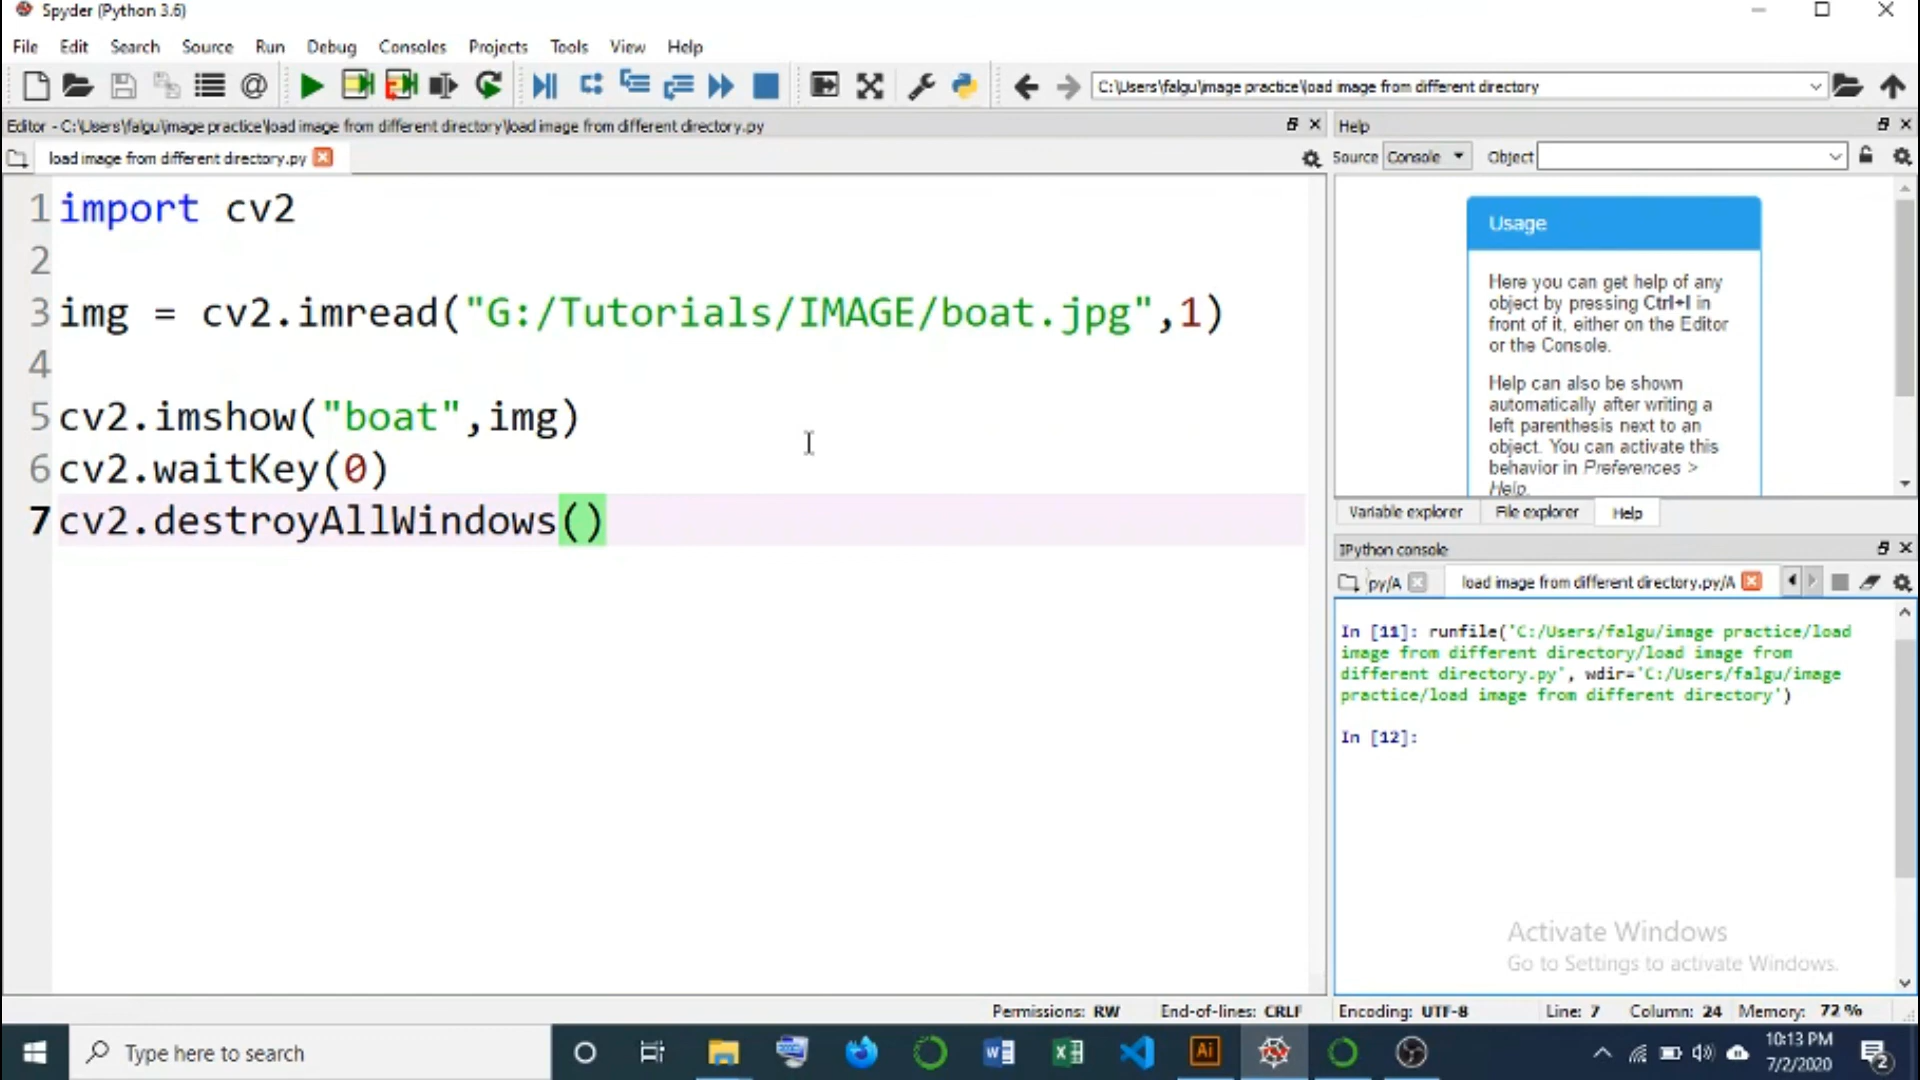 Spyder (Python 3.6)
File Edit Search Source Run Debug Consoles Projects Tools View Help
C:\Users\falgu\image practice\load image from different directory
Editor - C:\Users\falgu\image practice\load image from different directory\load image from different directory.py
load image from different directory.py
1 import cv2
2
3 img = cv2.imread("G:/Tutorials/IMAGE/boat.jpg",1)
4
5 cv2.imshow("boat",img)
6 cv2.waitKey(0)
7 cv2.destroyAllWindows()
Help
Source Console Object
Usage
Here you can get help of any
object by pressing Ctrl+I in
front of it, either on the Editor
or the Console.
Help can also be shown
automatically after writing a
left parenthesis next to an
object. You can activate this
behavior in Preferences >
Help.
Variable explorer File explorer Help
IPython console
py/A load image from different directory.py/A
In [11]: runfile('C:/Users/falgu/image practice/load
image from different directory/load image from
different directory.py', wdir='C:/Users/falgu/image
practice/load image from different directory')
In [12]:
Activate Windows
Go to Settings to activate Windows.
Permissions: RW End-of-lines: CRLF Encoding: UTF-8 Line: 7 Column: 24 Memory: 72 %
Type here to search
Ai
10:13 PM
7/2/2020
2